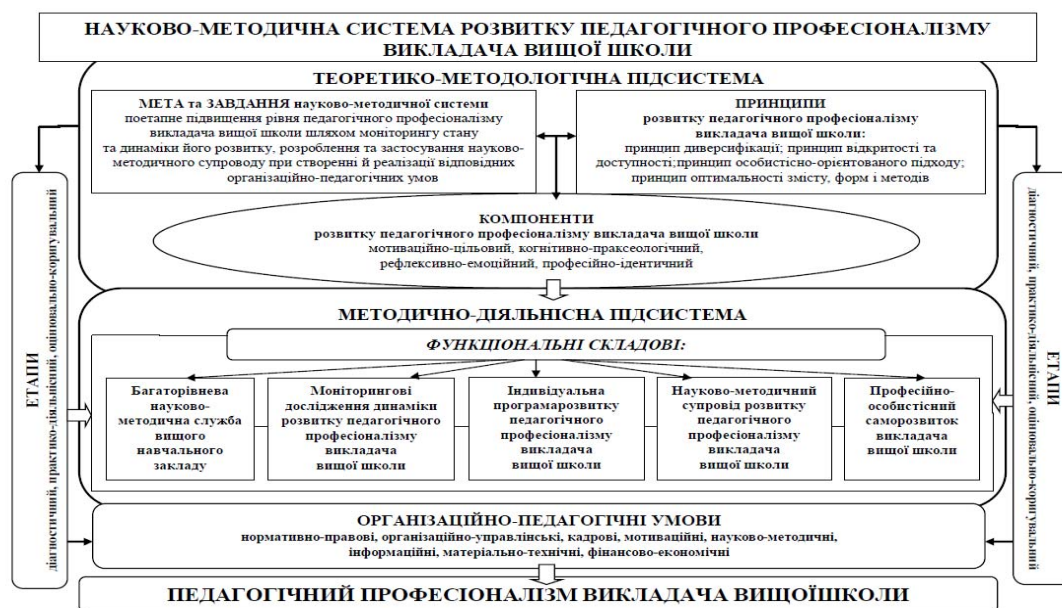 НАУКОВО-МЕТОДИЧНА СИСТЕМА РОЗВИТКУ ПЕДАГОГІЧНОГО ПРОФЕСІОНАЛІЗМУ
ВИКЛАДАЧА ВИЩОЇ ШКОЛИ
ТЕОРЕТИКО-МЕТОДОЛОГІЧНА ПІДСИСТЕМА
МЕТА та ЗАВДАННЯ науково-методичної системи
поетапне підвищення рівня педагогічного професіоналізму
викладача вищої школи шляхом моніторингу стану
та динаміки його розвитку, розроблення та застосування науково-
методичного супроводу при створенні й реалізації відповідних
організаційно-педагогічних умов
ПРИНЦИПИ
розвитку педагогічного професіоналізму
викладача вищої школи:
принцип диверсифікації; принцип відкритості та
доступності;принцип особистісно-орієнтованого підходу;
принцип оптимальності змісту, форм і методів
КОМПОНЕНТИ
розвитку педагогічного професіоналізму викладача вищої школи
мотиваційно-цільовий, когнітивно-праксеологічний,
рефлексивно-емоційний, професійно-ідентичний
ЕТАПИ
діагностичний, практико-діяльнісний, оцінювально-коригувальний
МЕТОДИЧНО-ДІЯЛЬНІСНА ПІДСИСТЕМА
ФУНКЦІОНАЛЬНІ СКЛАДОВІ:
Багаторівнева
науково-
методична служба
вищого
навчального
закладу
Моніторингові
дослідження динаміки
розвитку педагогічного
професіоналізму
викладача
вищої школи
Індивідуальна
програмарозвитку
педагогічного
професіоналізму
викладача
вищої школи
Науково-методичний
супровід розвитку
педагогічного
професіоналізму
викладача
вищої школи
Професійно-
особистісний
саморозвиток
викладача
вищої школи
ЕТАПИ
діагностичний, практико-діяльнісний, оцінювально-коригувальний
ОРГАНІЗАЦІЙНО-ПЕДАГОГІЧНІ УМОВИ
нормативно-правові, організаційно-управлінські, кадрові, мотиваційні, науково-методичні,
інформаційні, матеріально-технічні, фінансово-економічні
ПЕДАГОГІЧНИЙ ПРОФЕСІОНАЛІЗМ ВИКЛАДАЧА ВИЩОЇШКОЛИ